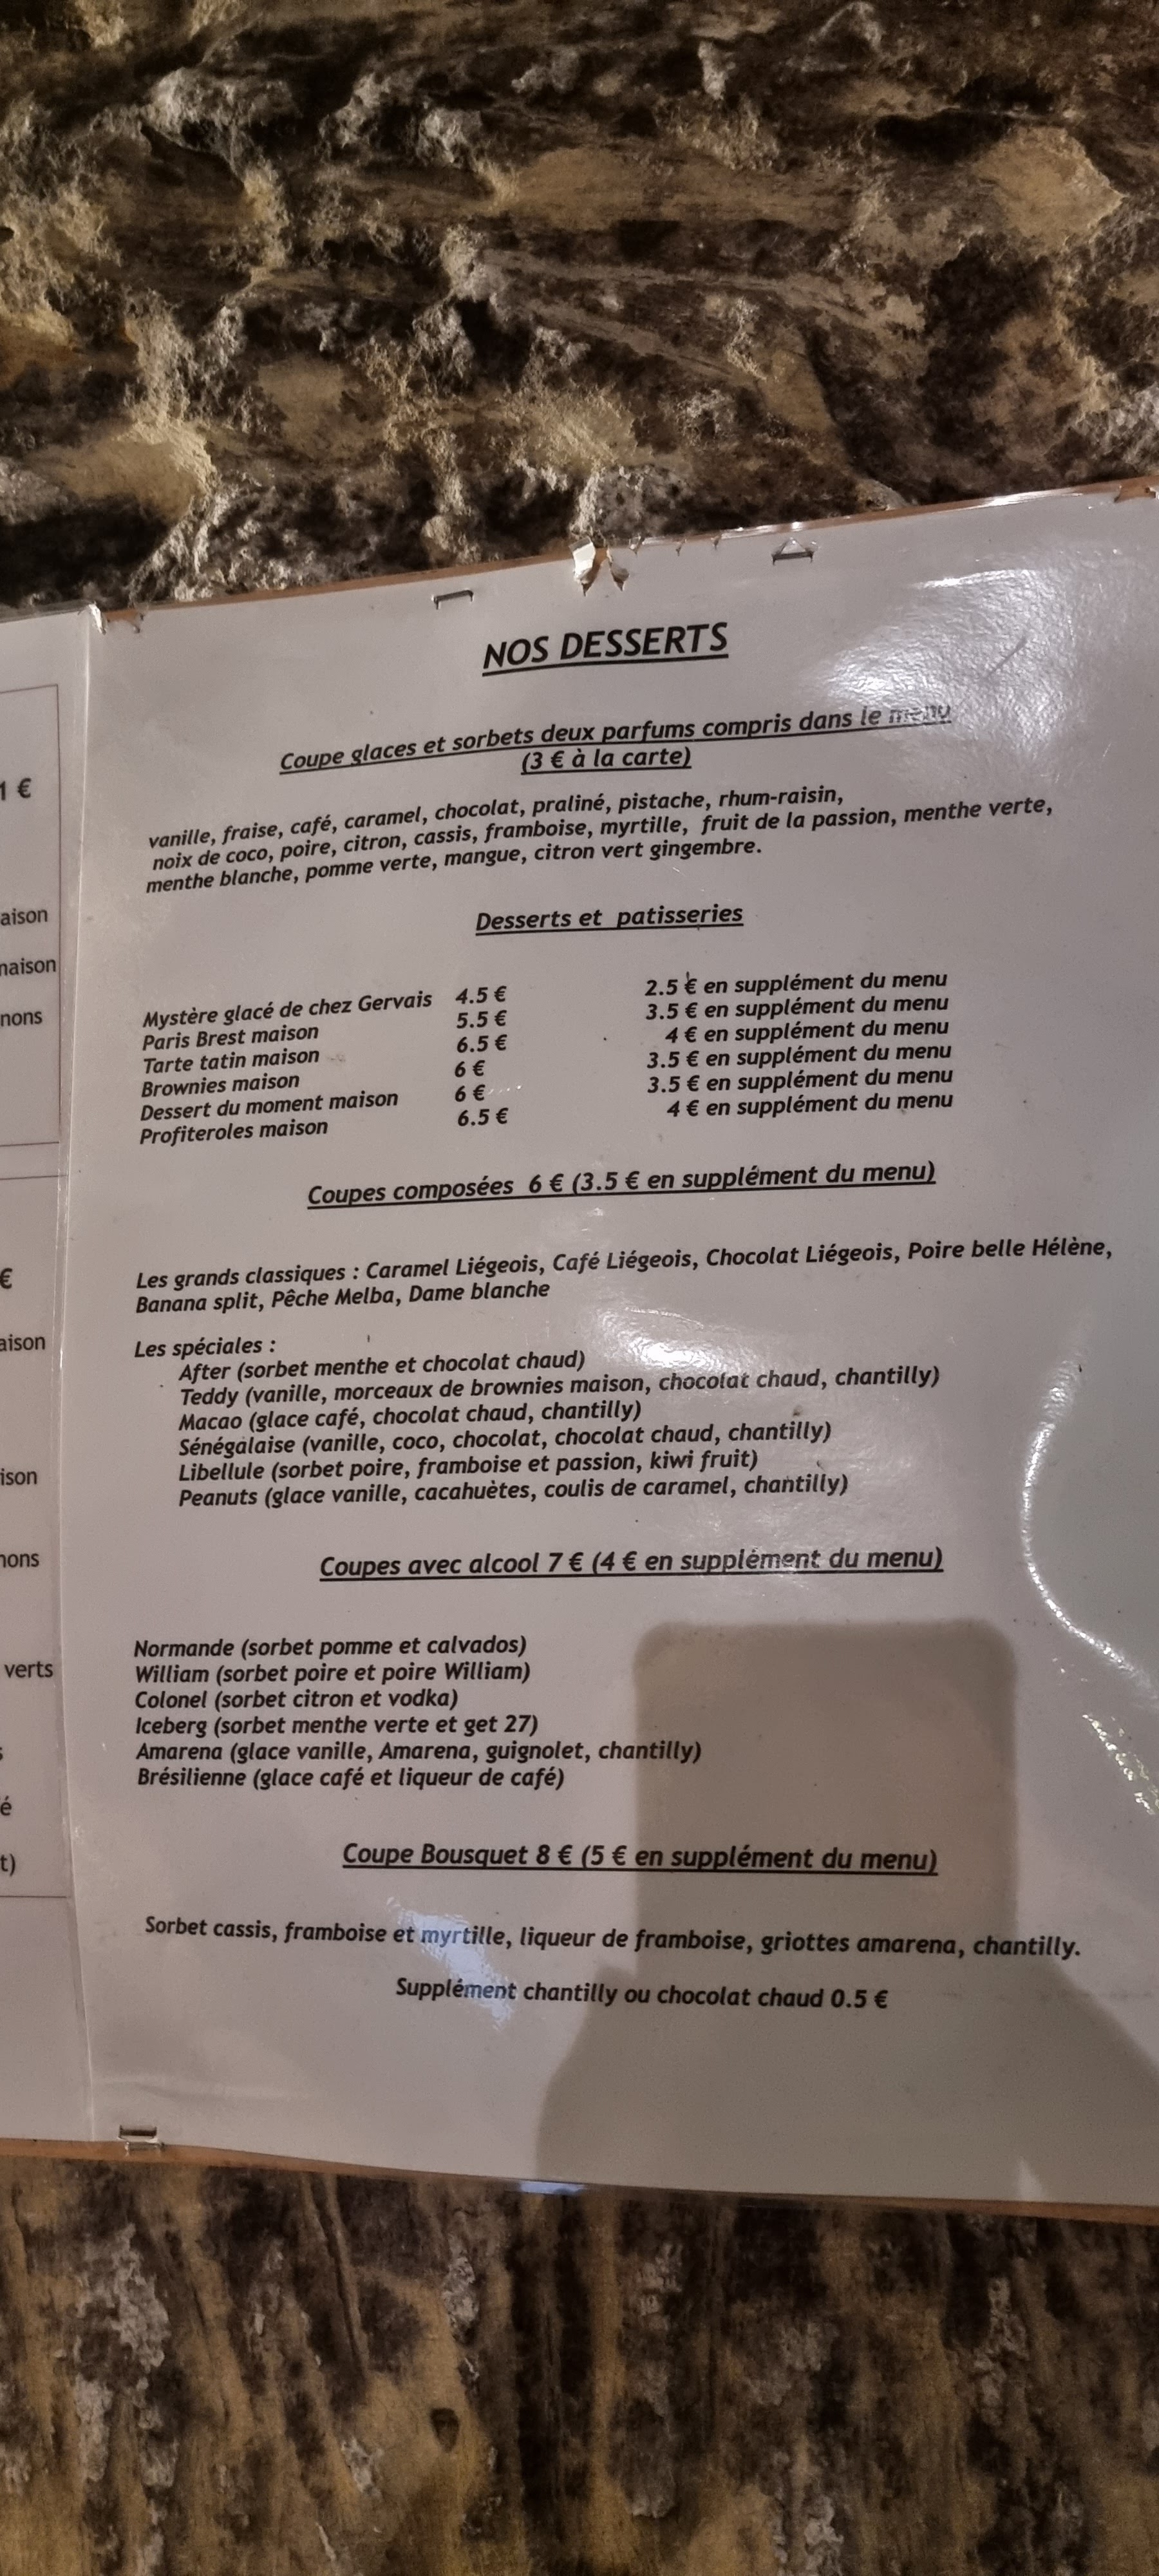 1 €
aison
naison
nons
€
aison
ison
nons
verts
é
t)
NOS DESSERTS
Coupe glaces et sorbets deux parfums compris dans le menu
(3 € à la carte)
vanille, fraise, café, caramel, chocolat, praliné, pistache, rhum-raisin,
noix de coco, poire, citron, cassis, framboise, myrtille, fruit de la passion, menthe verte,
menthe blanche, pomme verte, mangue, citron vert gingembre.
Desserts et patisseries
Mystère glacé de chez Gervais 4.5 € 2.5 € en supplément du menu
Paris Brest maison 5.5 € 3.5 € en supplément du menu
Tarte tatin maison 6.5 € 4 € en supplément du menu
Brownies maison 6 € 3.5 € en supplément du menu
Dessert du moment maison 6 € 3.5 € en supplément du menu
Profiteroles maison 6.5 € 4 € en supplément du menu
Coupes composées 6 € (3.5 € en supplément du menu)
Les grands classiques : Caramel Liégeois, Café Liégeois, Chocolat Liégeois, Poire belle Hélène,
Banana split, Pêche Melba, Dame blanche
Les spéciales :
After (sorbet menthe et chocolat chaud)
Teddy (vanille, morceaux de brownies maison, chocolat chaud, chantilly)
Macao (glace café, chocolat chaud, chantilly)
Sénégalaise (vanille, coco, chocolat, chocolat chaud, chantilly)
Libellule (sorbet poire, framboise et passion, kiwi fruit)
Peanuts (glace vanille, cacahuètes, coulis de caramel, chantilly)
Coupes avec alcool 7 € (4 € en supplément du menu)
Normande (sorbet pomme et calvados)
William (sorbet poire et poire William)
Colonel (sorbet citron et vodka)
Iceberg (sorbet menthe verte et get 27)
Amarena (glace vanille, Amarena, guignolet, chantilly)
Brésilienne (glace café et liqueur de café)
Coupe Bousquet 8 € (5 € en supplément du menu)
Sorbet cassis, framboise et myrtille, liqueur de framboise, griottes amarena, chantilly.
Supplément chantilly ou chocolat chaud 0.5 €